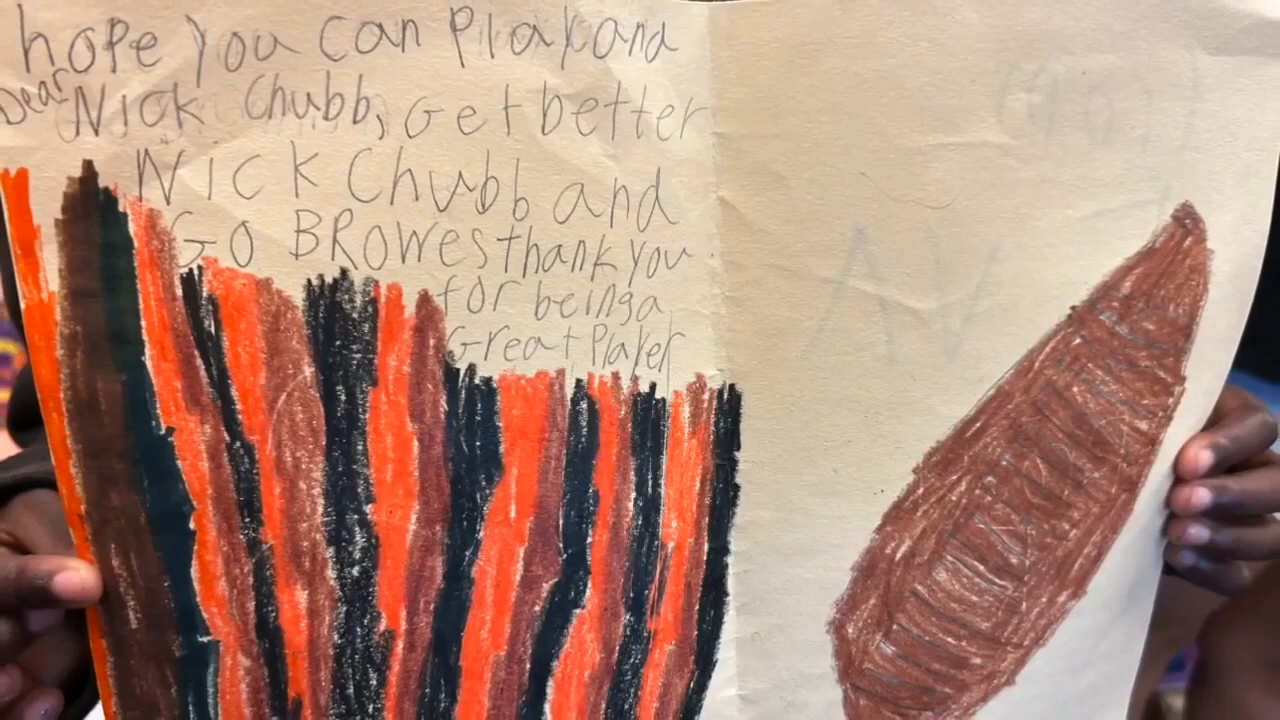 hope you can Play and
Dear Nick Chubb, Get better
Nick Chubb and
Go BROWES thank you
for being a
Great Player